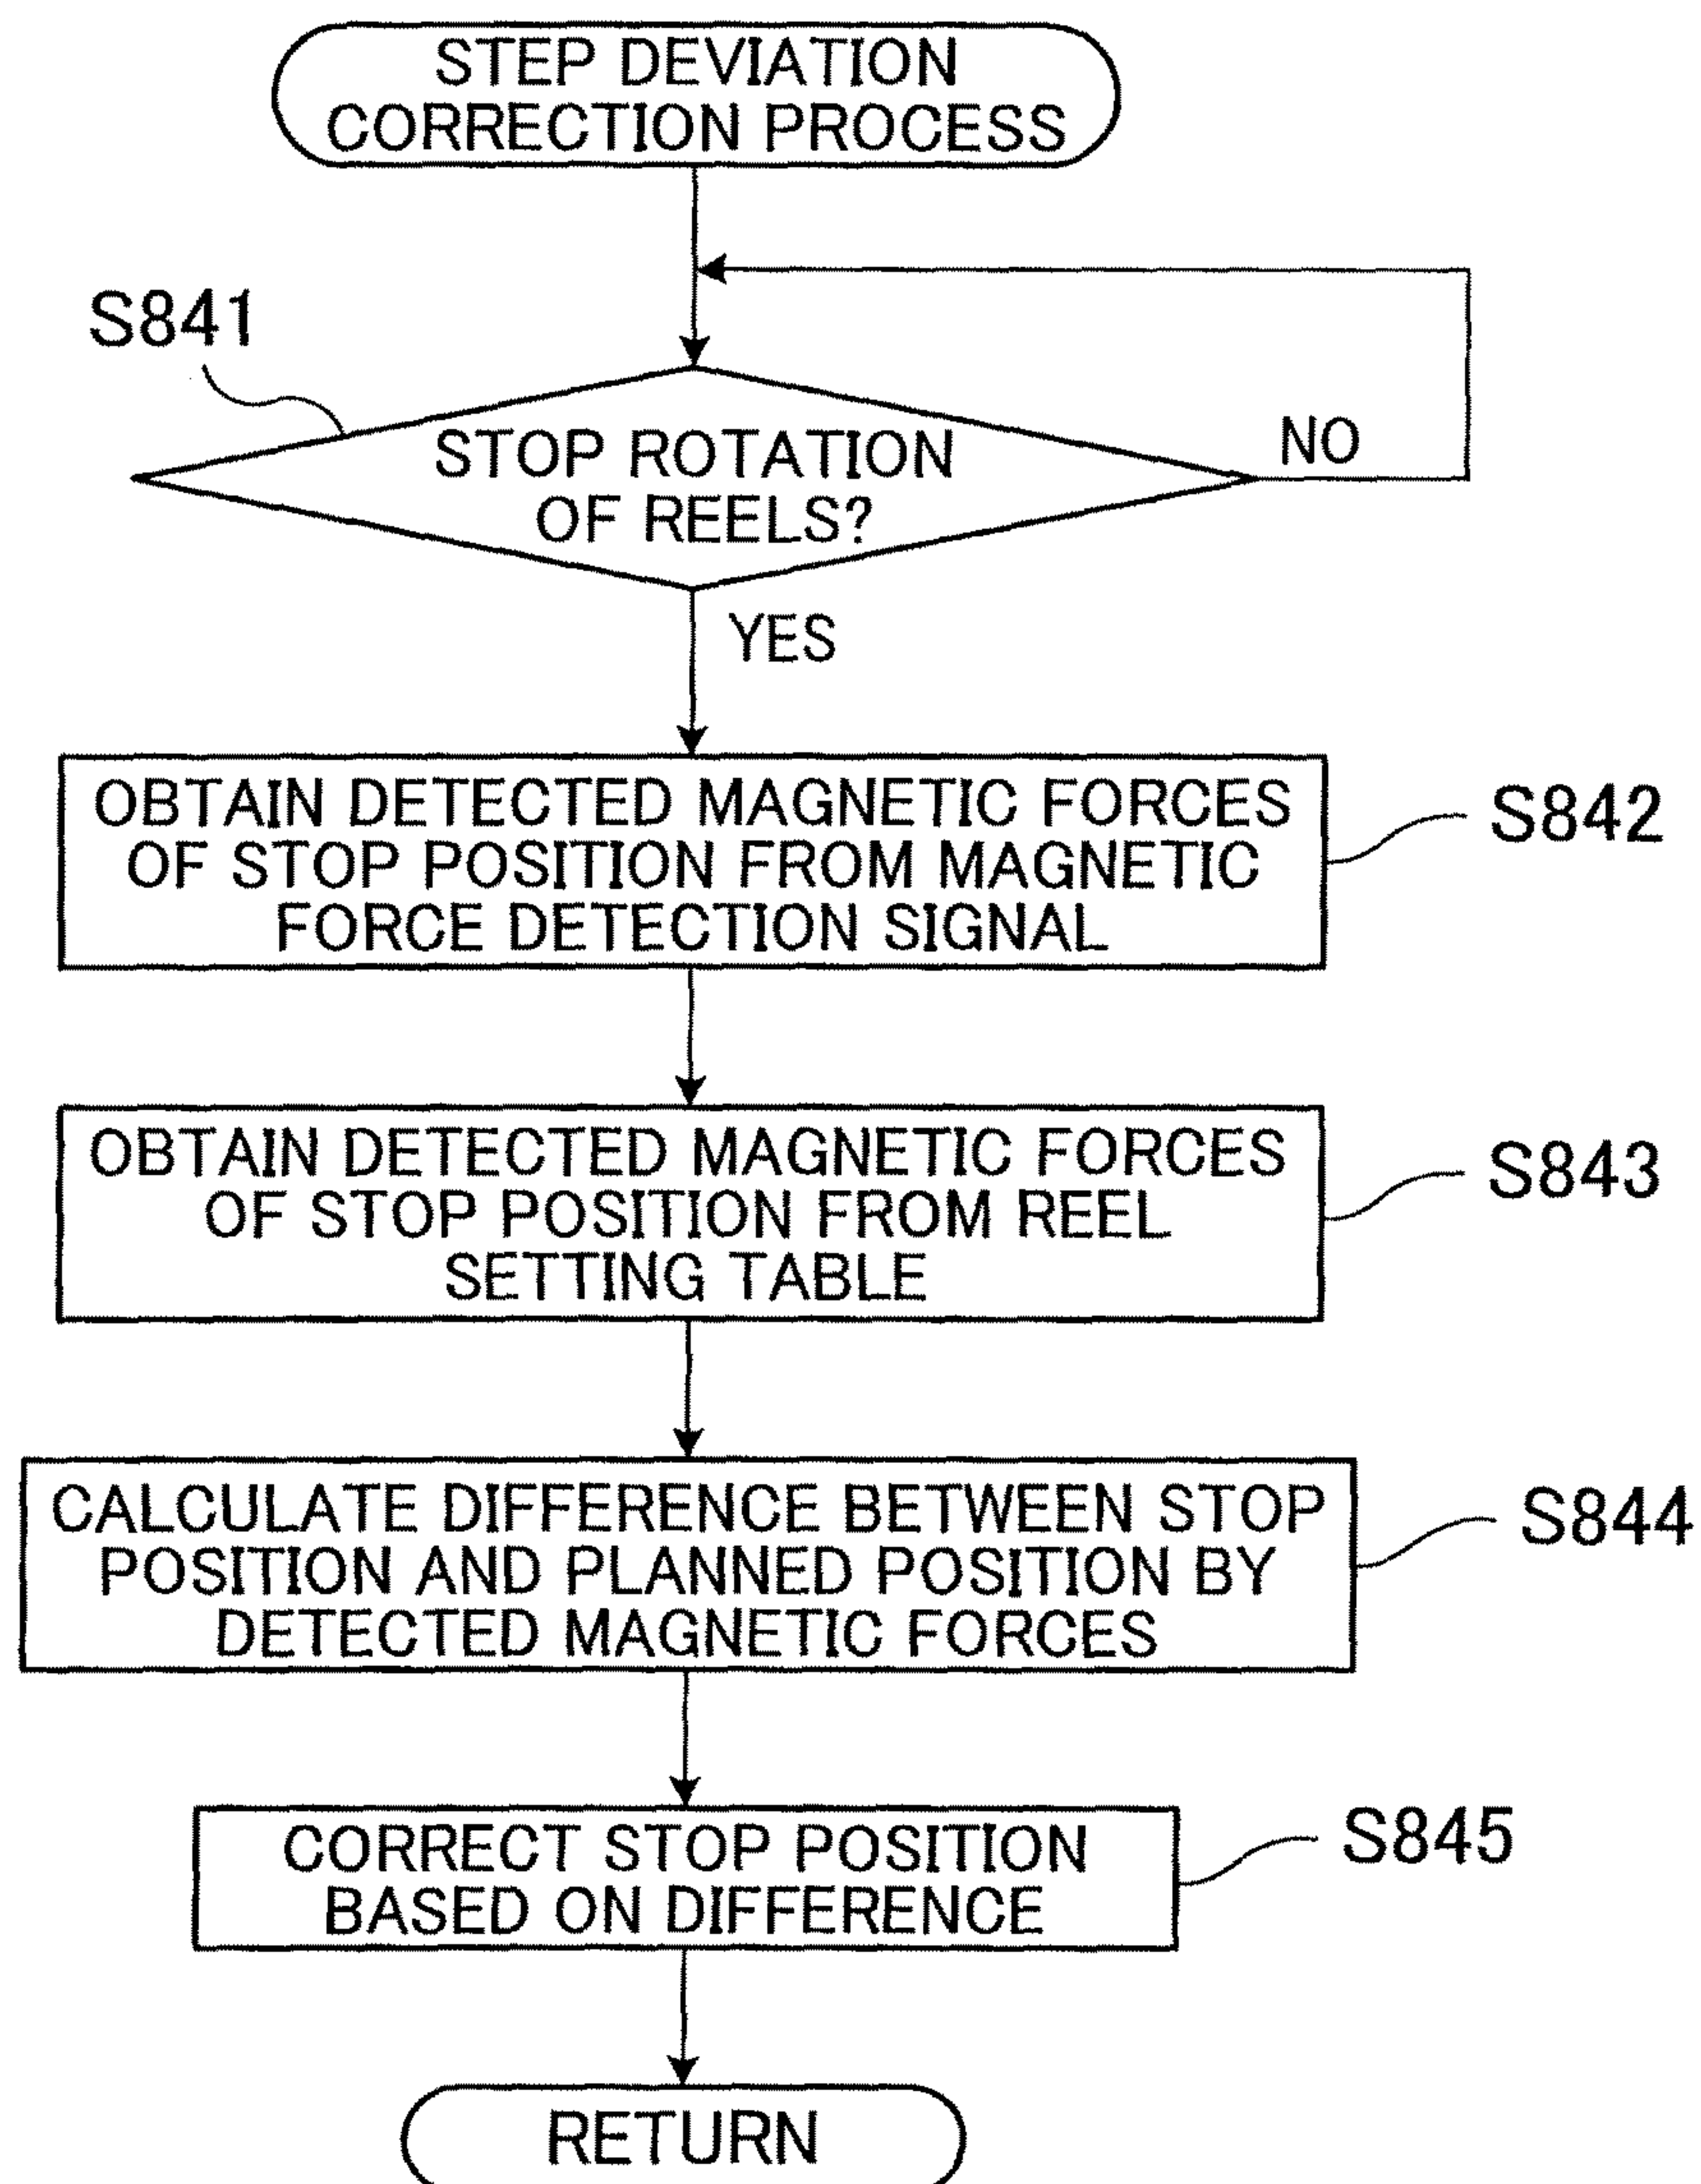 STEP DEVIATION
CORRECTION PROCESS
S841
STOP ROTATION
OF REELS?
NO
YES
OBTAIN DETECTED MAGNETIC FORCES
OF STOP POSITION FROM MAGNETIC
FORCE DETECTION SIGNAL
S842
OBTAIN DETECTED MAGNETIC FORCES
OF STOP POSITION FROM REEL
SETTING TABLE
S843
CALCULATE DIFFERENCE BETWEEN STOP
POSITION AND PLANNED POSITION BY
DETECTED MAGNETIC FORCES
S844
CORRECT STOP POSITION
BASED ON DIFFERENCE
S845
RETURN